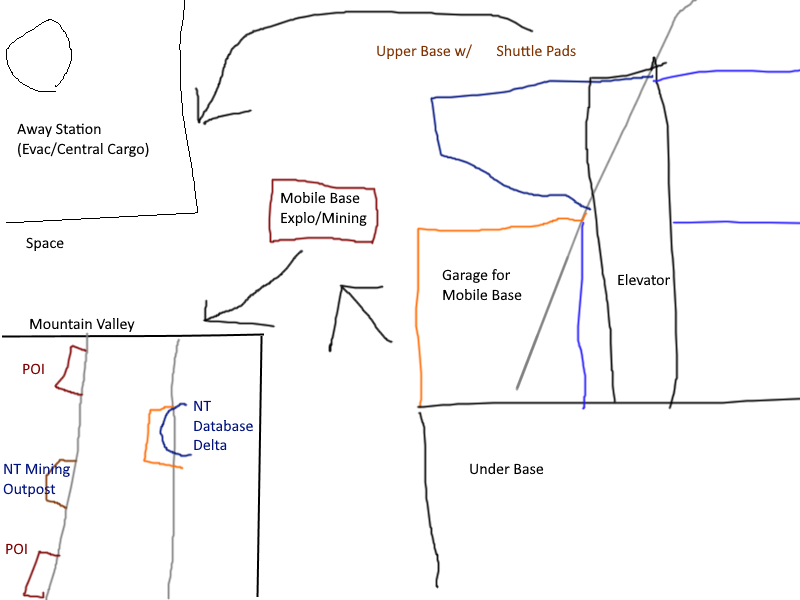 Upper Base w/ Shuttle Pads
Away Station
(Evac/Central Cargo)
Mobile Base
Explo/Mining
Space
Garage for
Mobile Base
Elevator
Mountain Valley
POI
NT
Database
Delta
NT Mining
Outpost
POI
Under Base